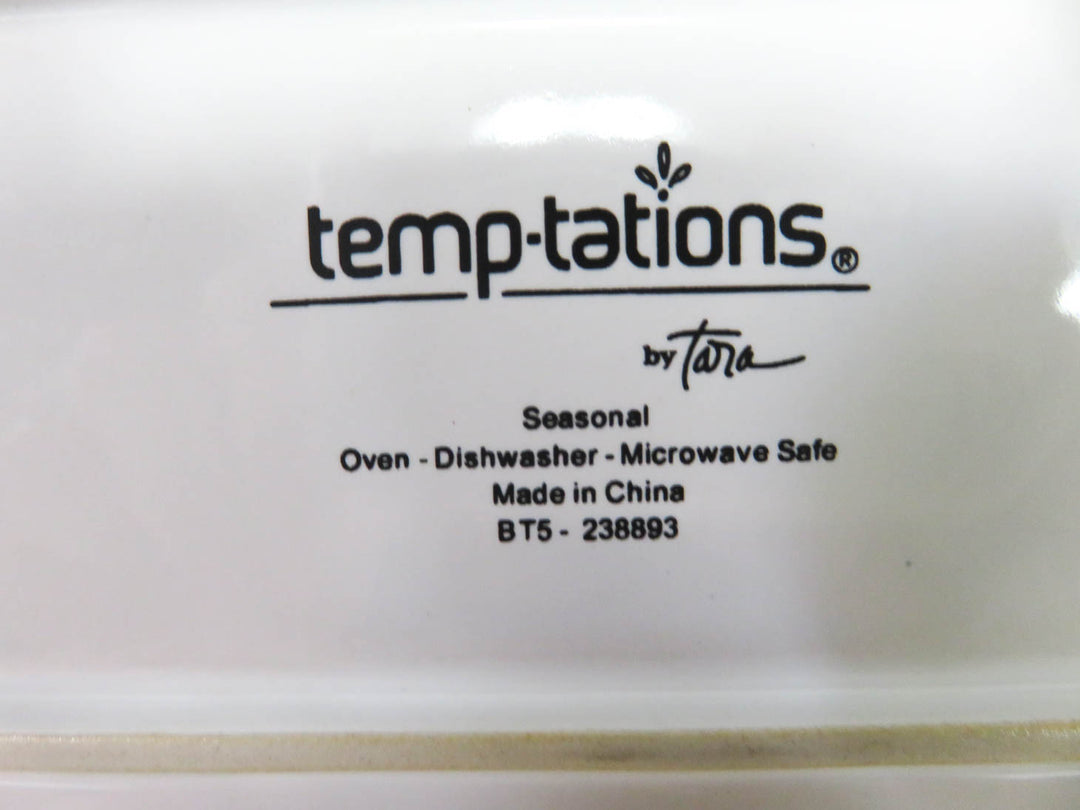 temp-tations®
by Tara
Seasonal
Oven - Dishwasher - Microwave Safe
Made in China
BT5 - 238893